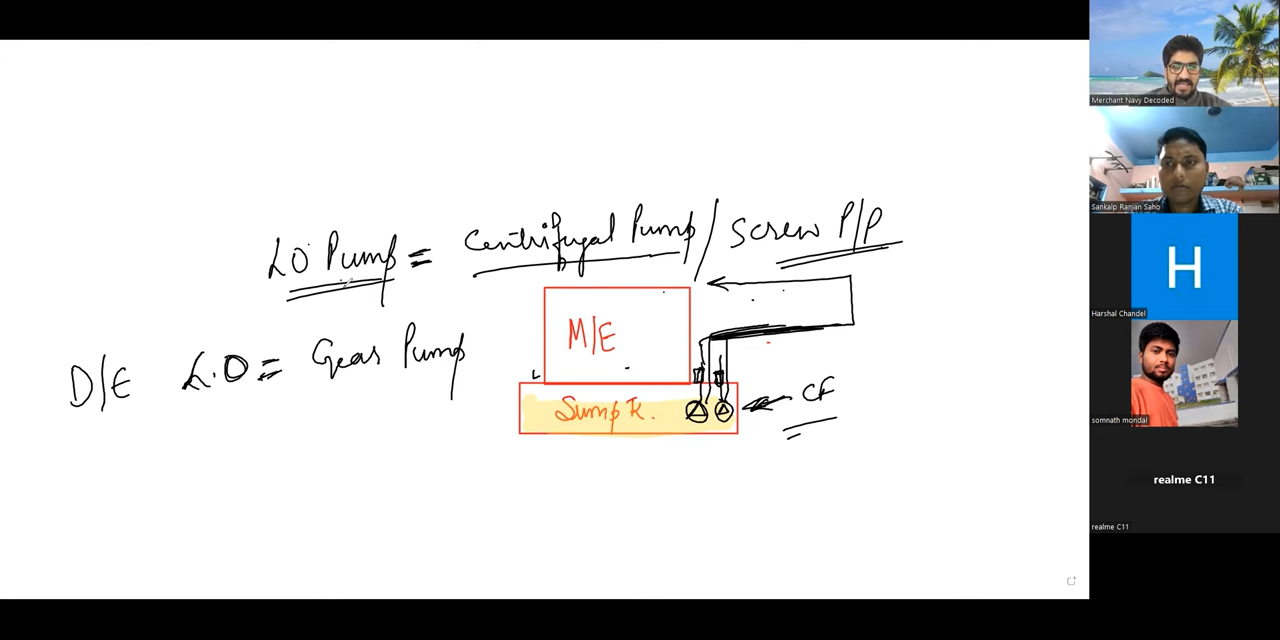 LO Pump = Centrifugal Pump / Screw P/P
M/E
D/E L.O = Gear Pump
Sump Tk.
CF
Merchant Navy Decoded
Sankalp Ranjan Saho
H
Harshal Chandel
somnath mondal
realme C11
realme C11